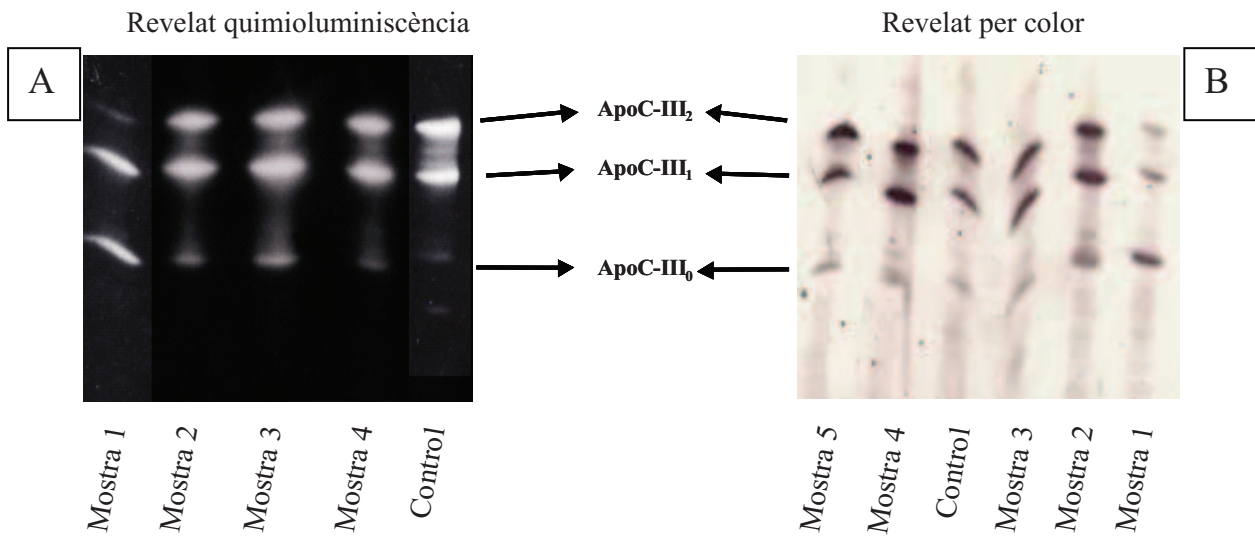 Revelat quimioluminiscència
Revelat per color
A
B
ApoC-III2
ApoC-III1
ApoC-III0
Mostra 1
Mostra 2
Mostra 3
Mostra 4
Control
Mostra 5
Mostra 4
Control
Mostra 3
Mostra 2
Mostra 1